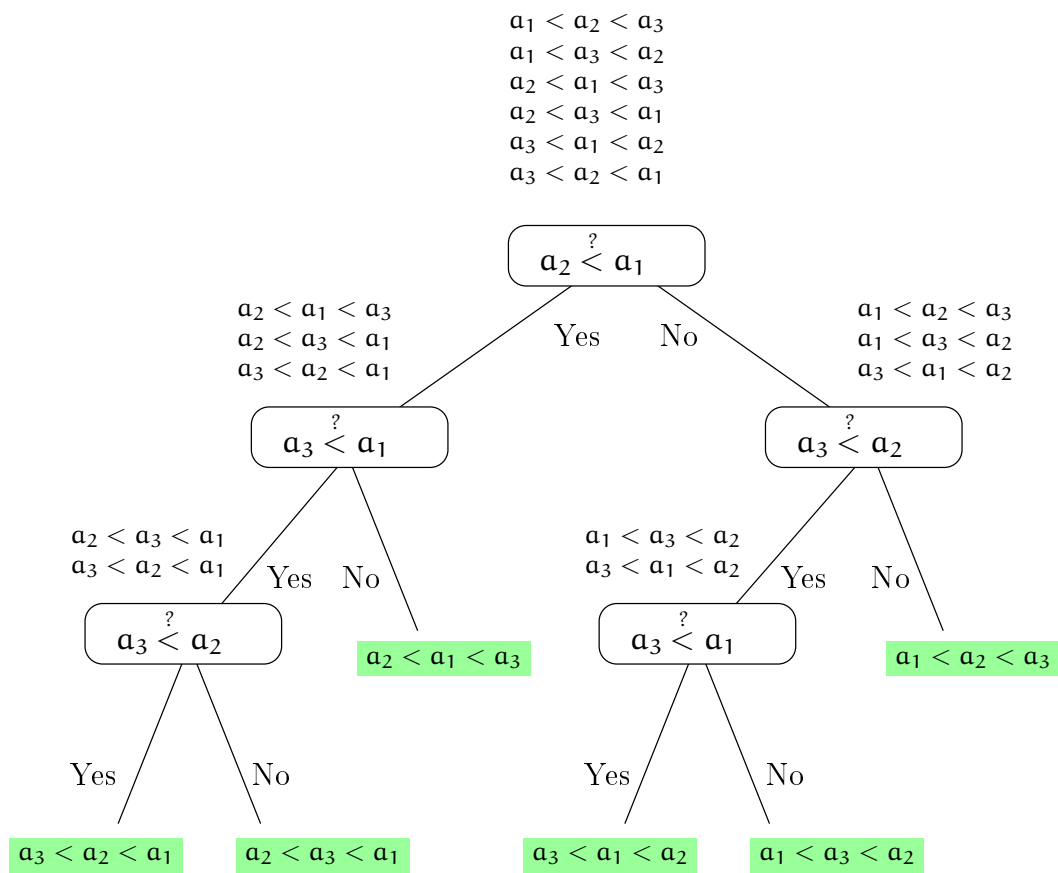 a₁ < a₂ < a₃
a₁ < a₃ < a₂
a₂ < a₁ < a₃
a₂ < a₃ < a₁
a₃ < a₁ < a₂
a₃ < a₂ < a₁
?
a₂ < a₁
Yes
No
a₂ < a₁ < a₃
a₂ < a₃ < a₁
a₃ < a₂ < a₁
a₁ < a₂ < a₃
a₁ < a₃ < a₂
a₃ < a₁ < a₂
?
a₃ < a₁
?
a₃ < a₂
a₂ < a₃ < a₁
a₃ < a₂ < a₁
Yes
No
a₁ < a₃ < a₂
a₃ < a₁ < a₂
Yes
No
?
a₃ < a₂
a₂ < a₁ < a₃
?
a₃ < a₁
a₁ < a₂ < a₃
Yes
No
Yes
No
a₃ < a₂ < a₁
a₂ < a₃ < a₁
a₃ < a₁ < a₂
a₁ < a₃ < a₂